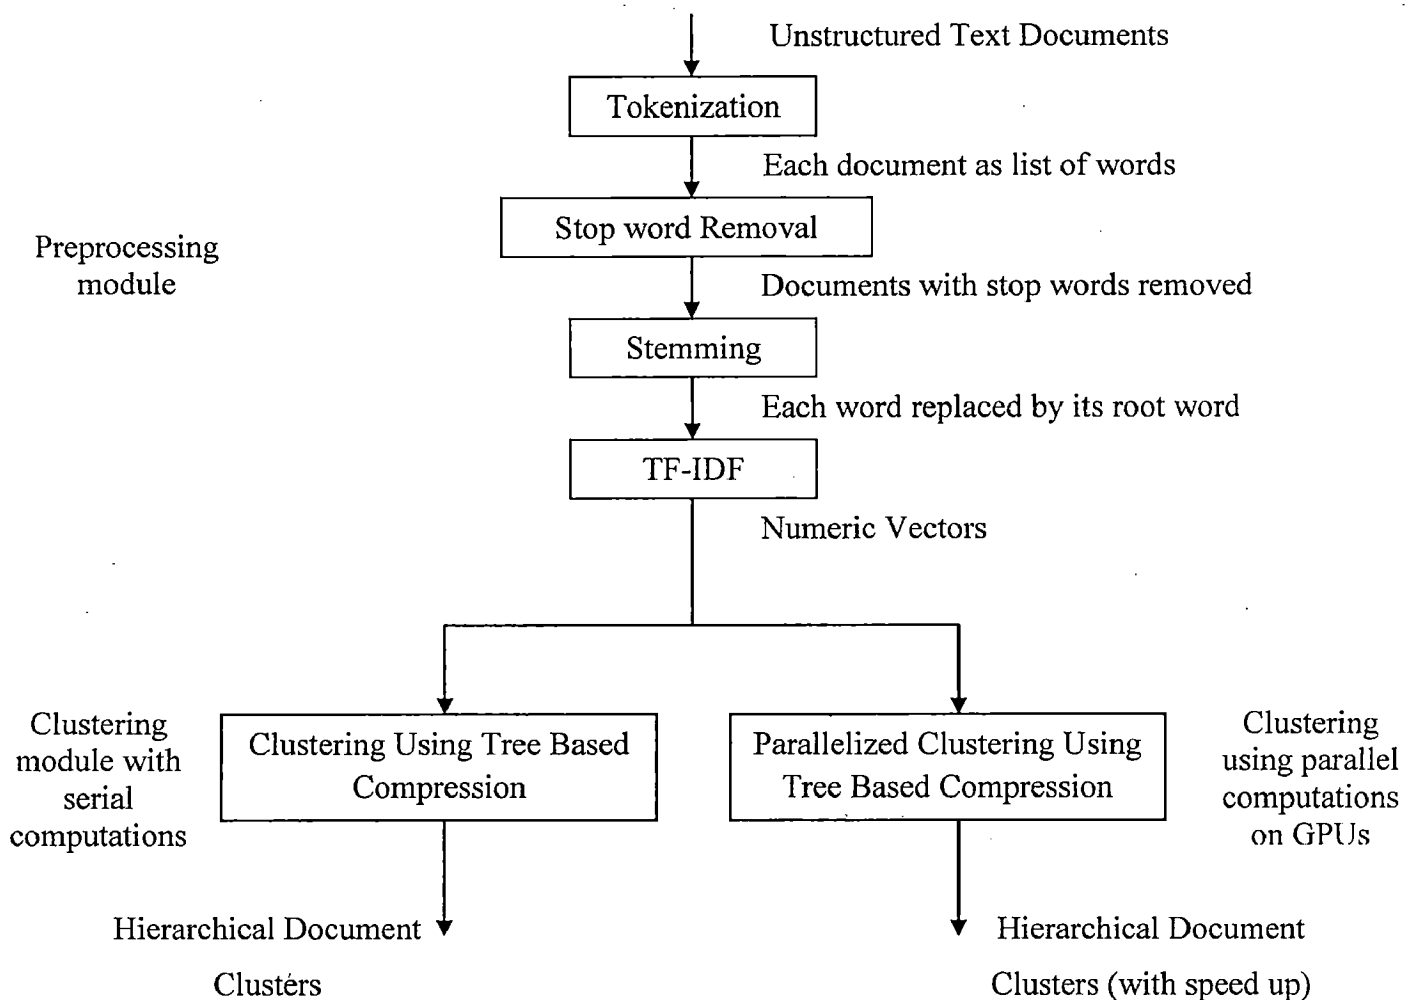 Unstructured Text Documents
Tokenization
Each document as list of words
Stop word Removal
Preprocessing
module
Documents with stop words removed
Stemming
Each word replaced by its root word
TF-IDF
Numeric Vectors
Clustering
module with
serial
computations
Clustering Using Tree Based
Compression
Parallelized Clustering Using
Tree Based Compression
Clustering
using parallel
computations
on GPUs
Hierarchical Document
Clusters
Hierarchical Document
Clusters (with speed up)